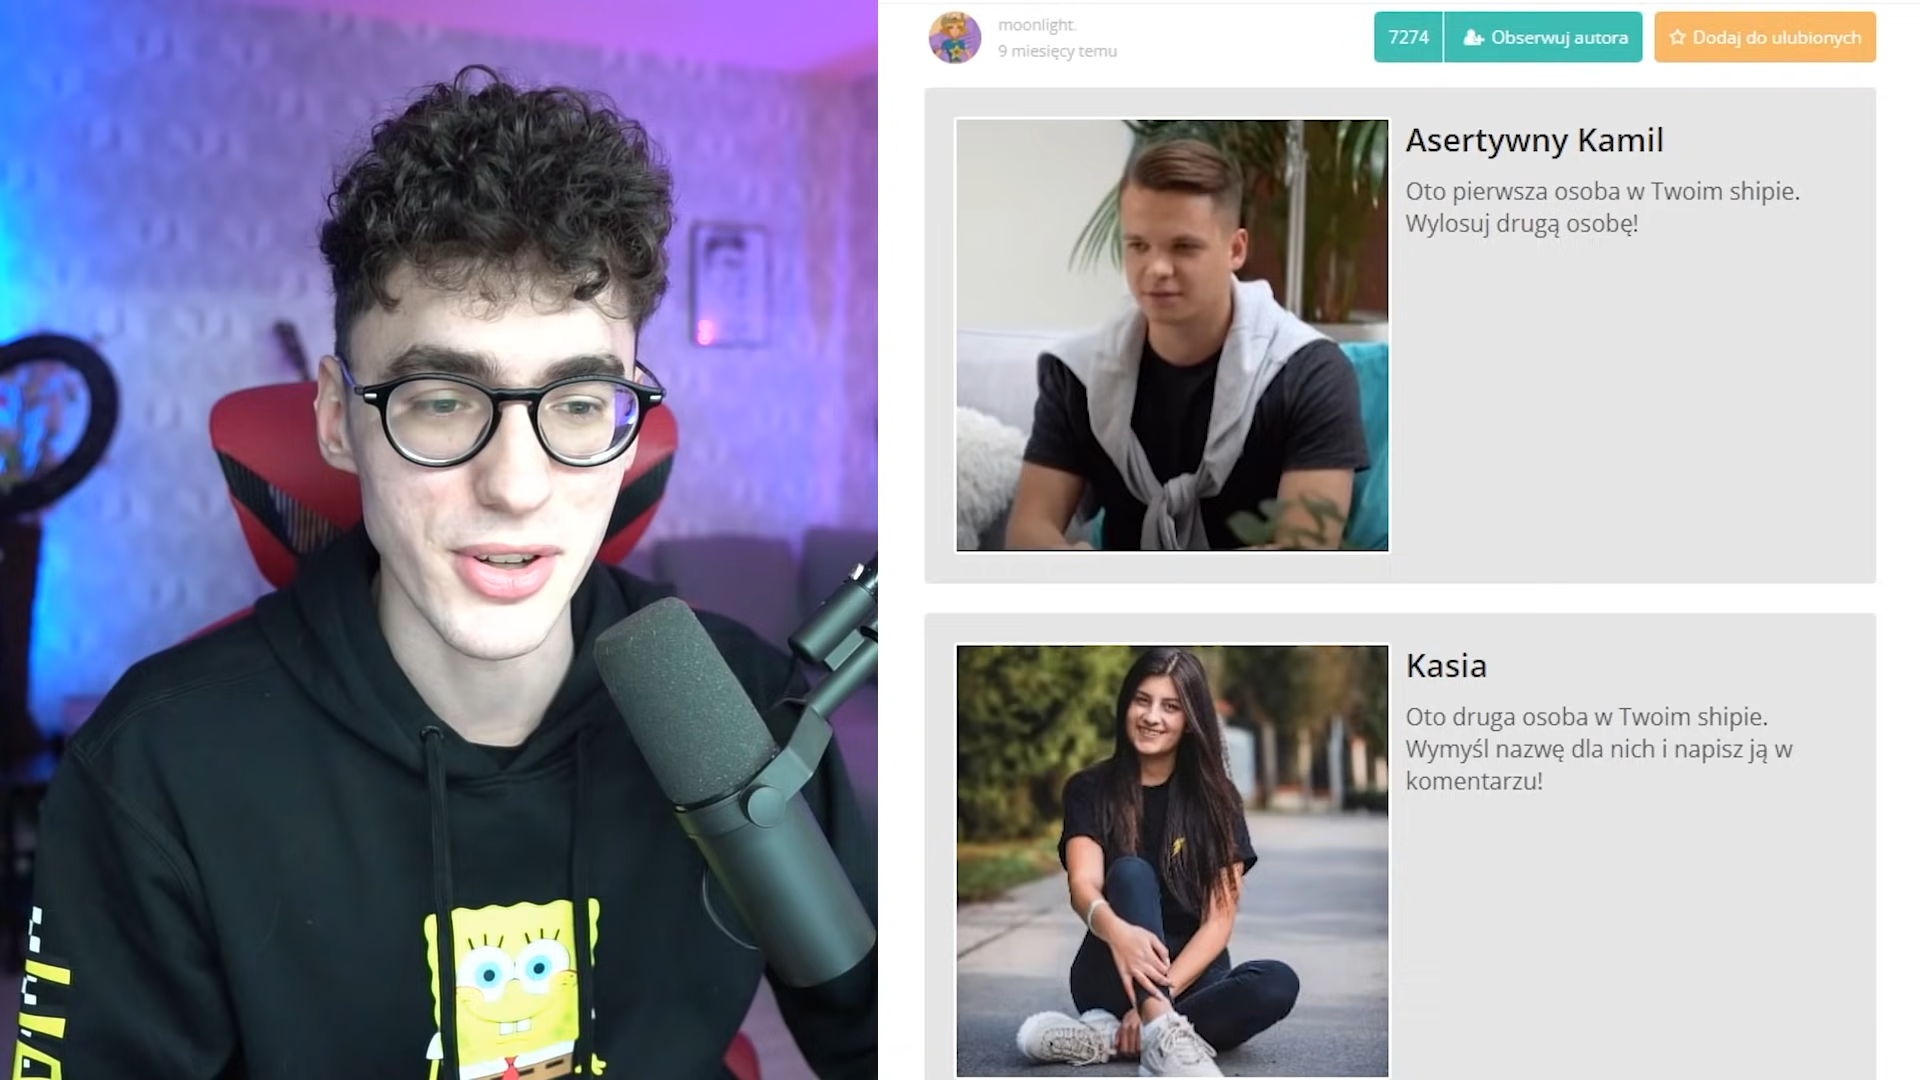 moonlight.
9 miesięcy temu
7274
Obserwuj autora
Dodaj do ulubionych
Asertywny Kamil
Oto pierwsza osoba w Twoim shipie.
Wylosuj drugą osobę!
Kasia
Oto druga osoba w Twoim shipie.
Wymyśl nazwę dla nich i napisz ją w
komentarzu!